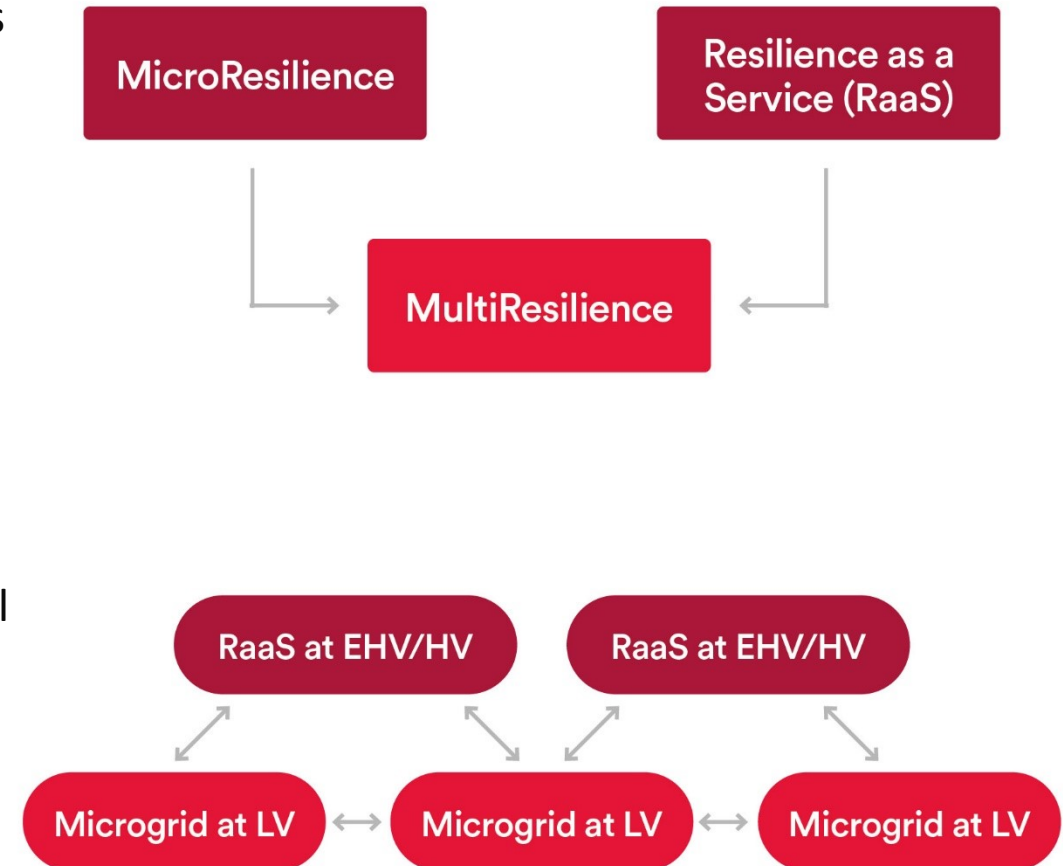 s
MicroResilience
Resilience as a
Service (RaaS)
MultiResilience
l
RaaS at EHV/HV
RaaS at EHV/HV
Microgrid at LV
Microgrid at LV
Microgrid at LV